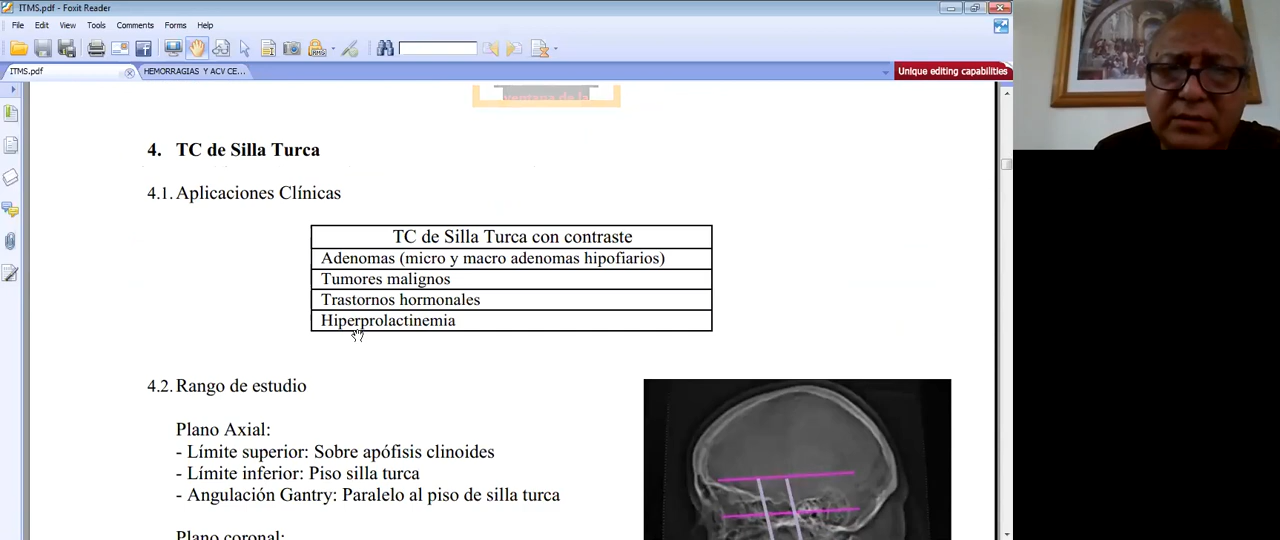 ITMS.pdf - Foxit Reader
File Edit View Tools Comments Forms Help
ITMS.pdf HEMORRAGIAS Y ACV CE... Unique editing capabilities
ventana de la
4. TC de Silla Turca
4.1. Aplicaciones Clínicas
TC de Silla Turca con contraste
Adenomas (micro y macro adenomas hipofiarios)
Tumores malignos
Trastornos hormonales
Hiperprolactinemia
4.2. Rango de estudio
Plano Axial:
- Límite superior: Sobre apófisis clinoides
- Límite inferior: Piso silla turca
- Angulación Gantry: Paralelo al piso de silla turca
Plano coronal: